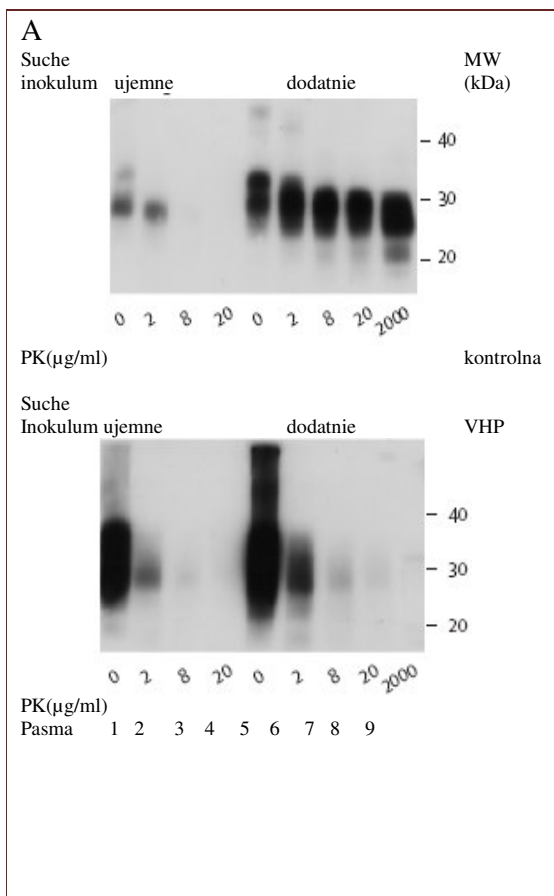 A
Suche MW
inokulum ujemne dodatnie (kDa)
40
30
20
0 2 8 20 0 2 8 20 2000
PK(µg/ml) kontrolna
Suche
Inokulum ujemne dodatnie VHP
40
30
20
0 2 8 20 0 2 8 20 2000
PK(µg/ml)
Pasma 1 2 3 4 5 6 7 8 9